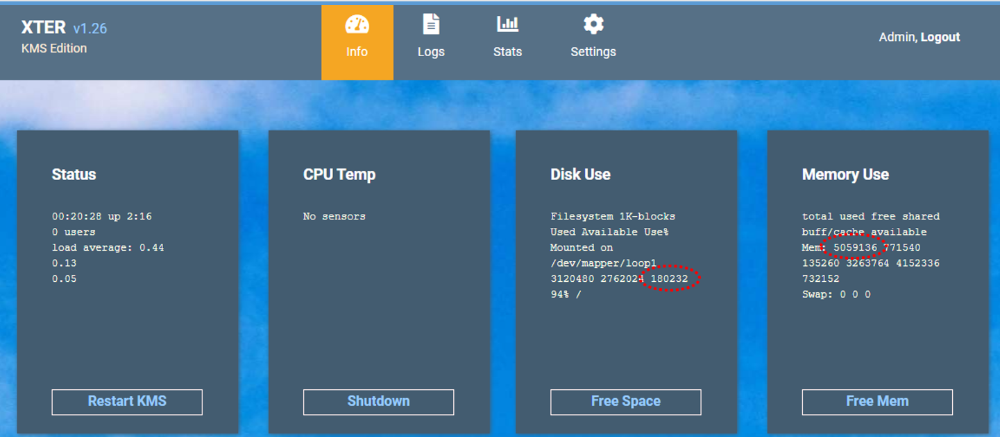 XTER v1.26
KMS Edition
Info
Logs
Stats
Settings
Admin, Logout
Status
00:20:28 up 2:16
0 users
load average: 0.44
0.13
0.05
Restart KMS
CPU Temp
No sensors
Shutdown
Disk Use
Filesystem 1K-blocks
Used Available Use%
Mounted on
/dev/mapper/loop1
3120480 2762024 180232
94% /
Free Space
Memory Use
total used free shared
buff/cache available
Mem: 5059136 771540
135260 3263764 4152336
732152
Swap: 0 0 0
Free Mem